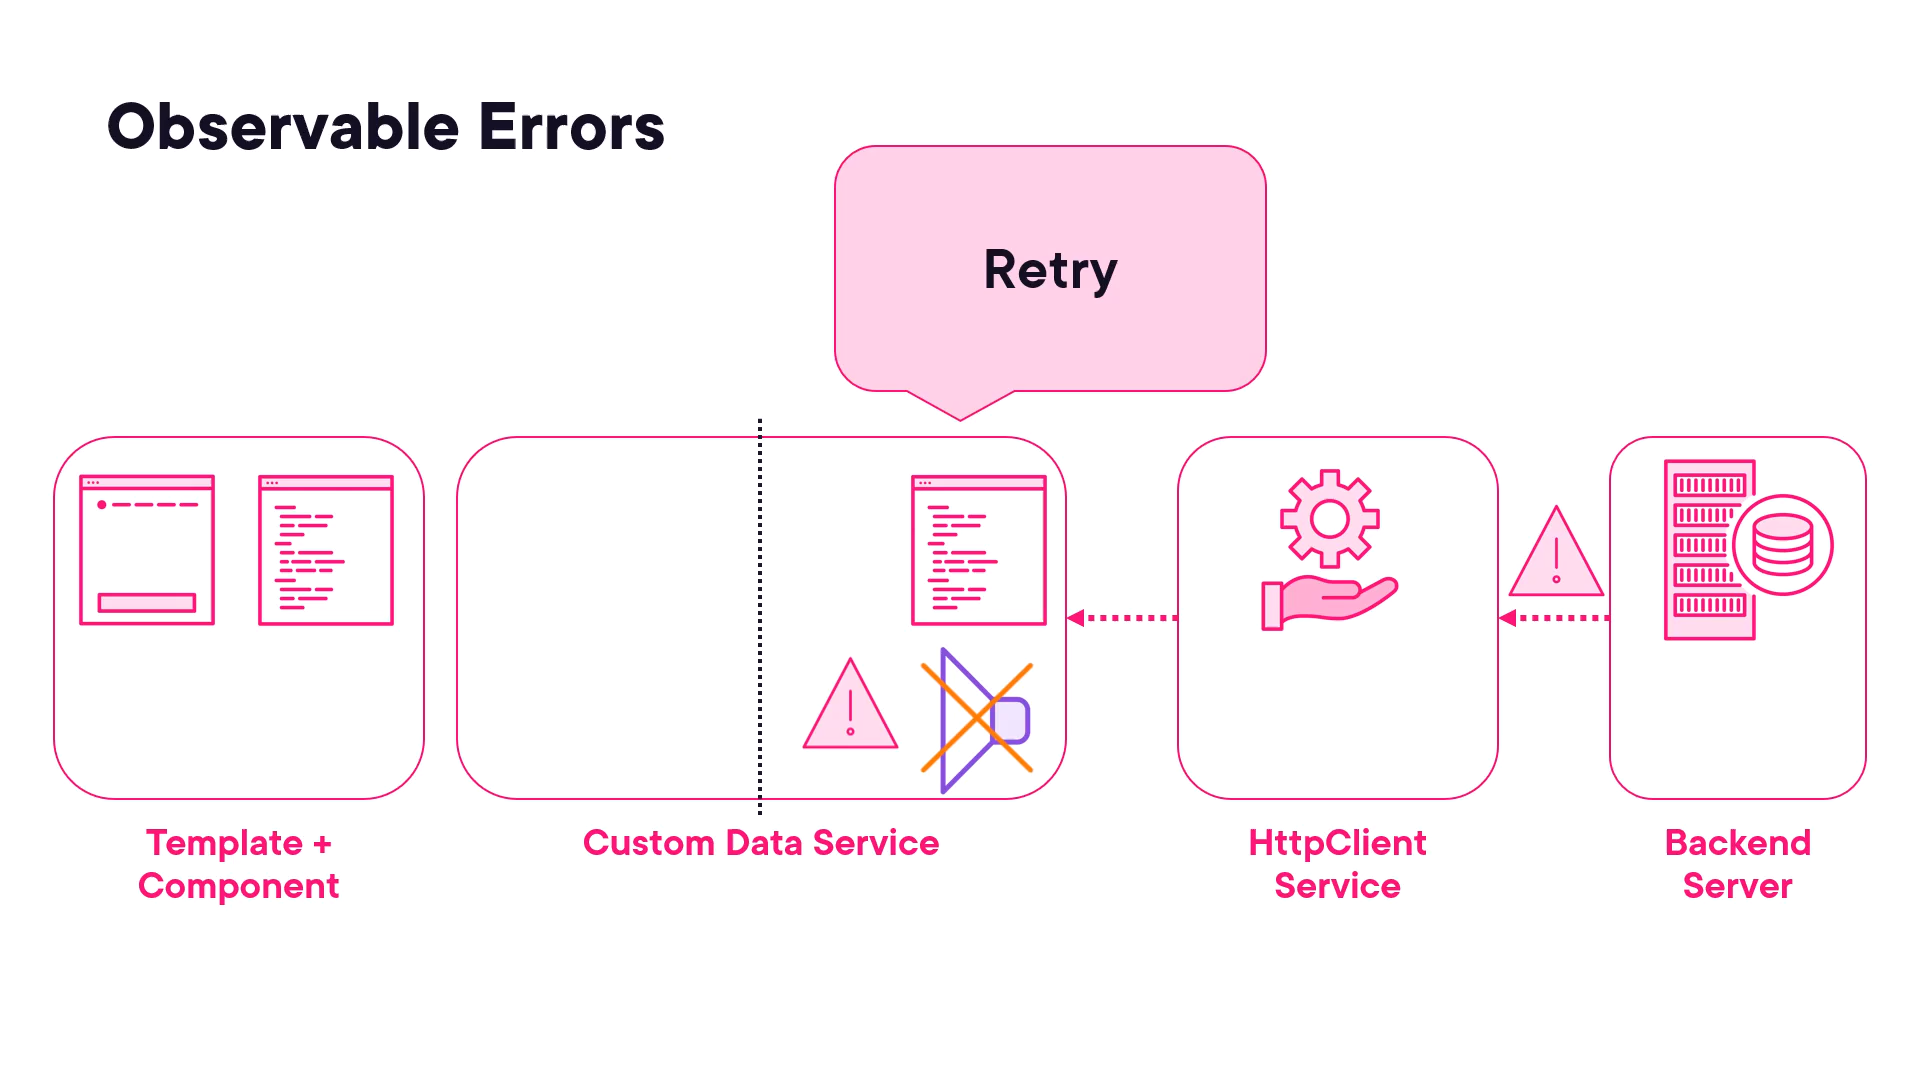 Observable Errors
Retry
Template +
Component
Custom Data Service
HttpClient
Service
Backend
Server